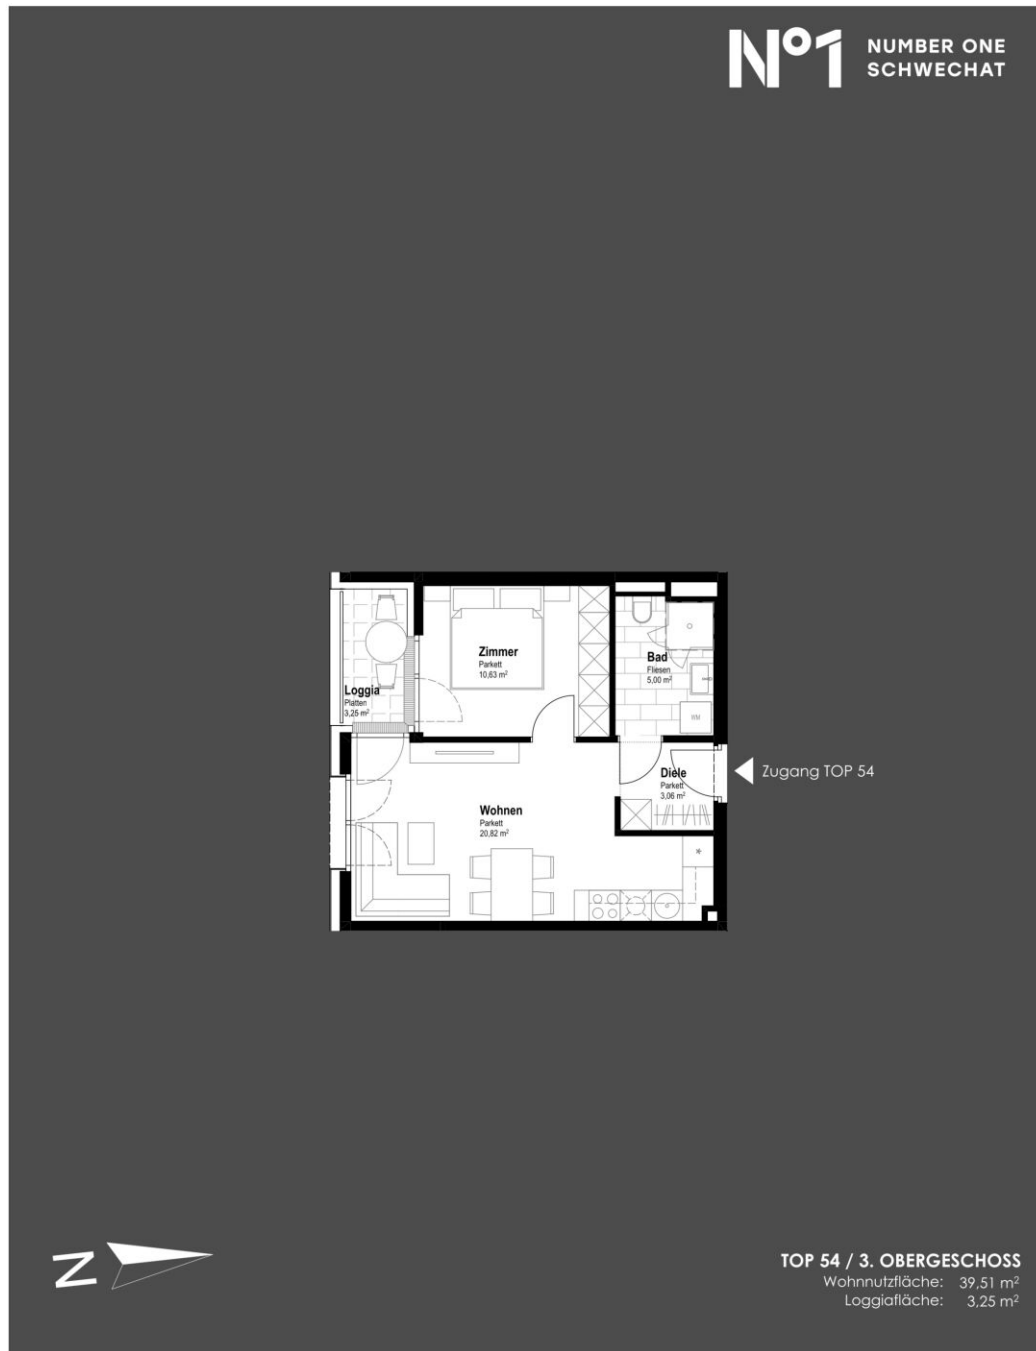 Nº1 NUMBER ONE
SCHWECHAT
Zimmer
Parkett
10,63 m²
Bad
Fliesen
5,00 m²
Loggia
Platten
3,25 m²
WM
Diele
Parkett
3,06 m²
Zugang TOP 54
Wohnen
Parkett
20,82 m²
*
N
TOP 54 / 3. OBERGESCHOSS
Wohnnutzfläche: 39,51 m²
Loggiafläche: 3,25 m²